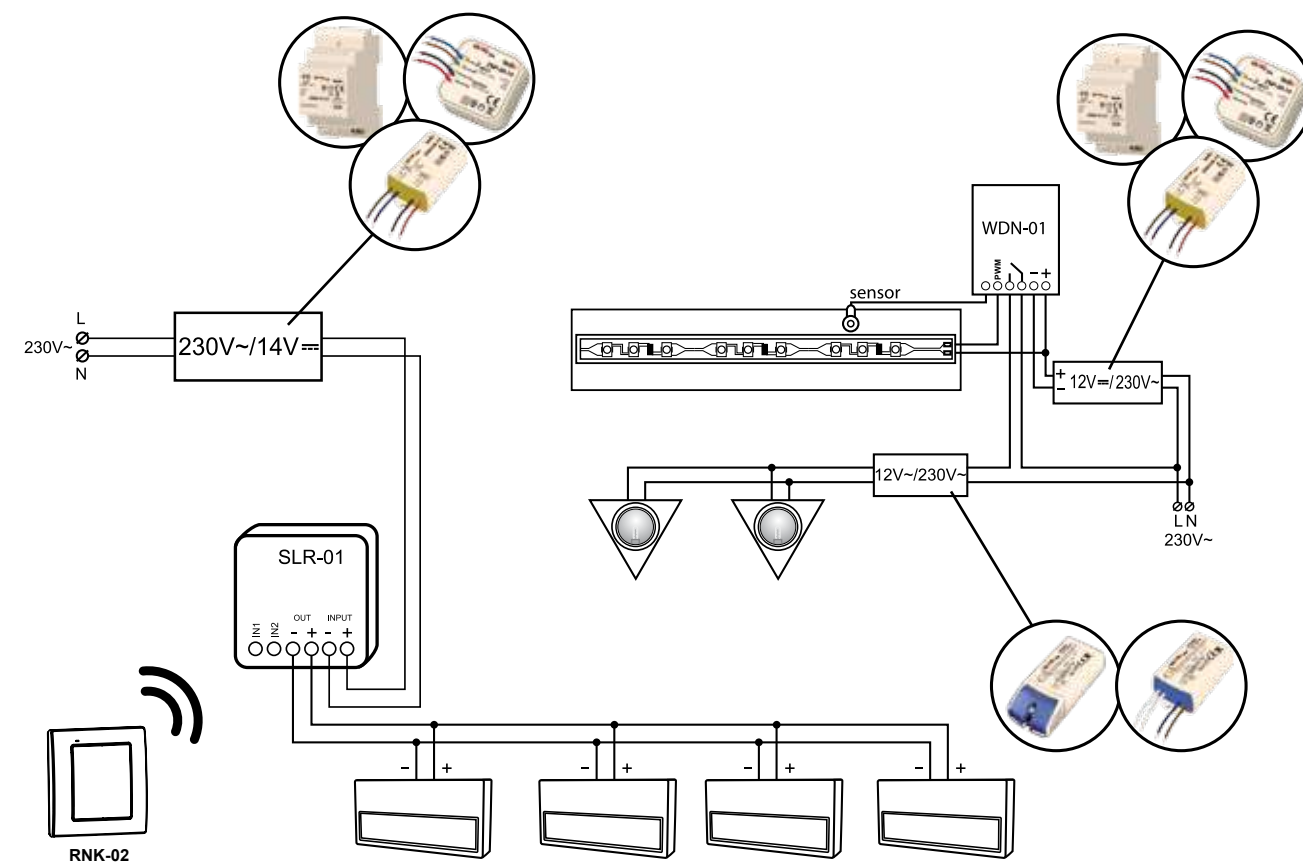 L
230V~
N
230V~/14V⎓
SLR-01
IN1 IN2 OUT INPUT
- + - +
RNK-02
- + - + - + - +
WDN-01
PWM - +
sensor
+
-
12V⎓/230V~
12V~/230V~
L N
230V~